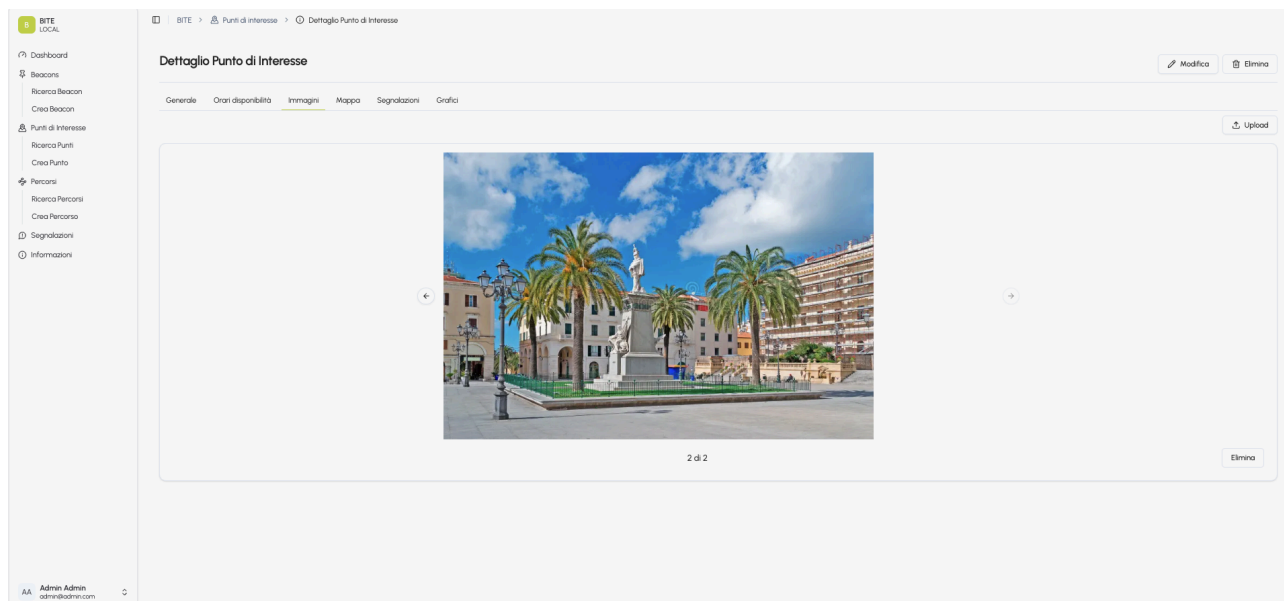 B
BITE
LOCAL
Dashboard
Beacons
Ricerca Beacon
Crea Beacon
Punti di Interesse
Ricerca Punti
Crea Punto
Percorsi
Ricerca Percorsi
Crea Percorso
Segnalazioni
Informazioni
AA
Admin Admin
admin@admin.com
BITE > Punti di interesse > Dettaglio Punto di Interesse
Dettaglio Punto di Interesse
Modifica Elimina
Generale Orari disponibilità Immagini Mappa Segnalazioni Grafici
Upload
2 di 2
Elimina